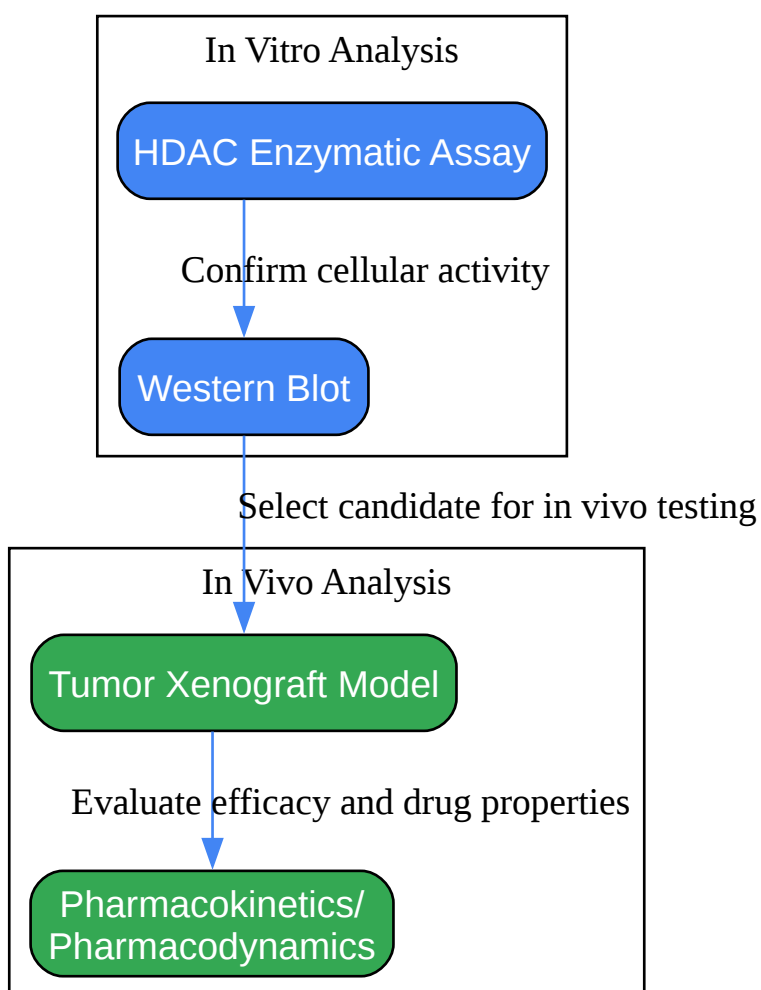 In Vitro Analysis
HDAC Enzymatic Assay
Confirm cellular activity
Western Blot
Select candidate for in vivo testing
In Vivo Analysis
Tumor Xenograft Model
Evaluate efficacy and drug properties
Pharmacokinetics/
Pharmacodynamics